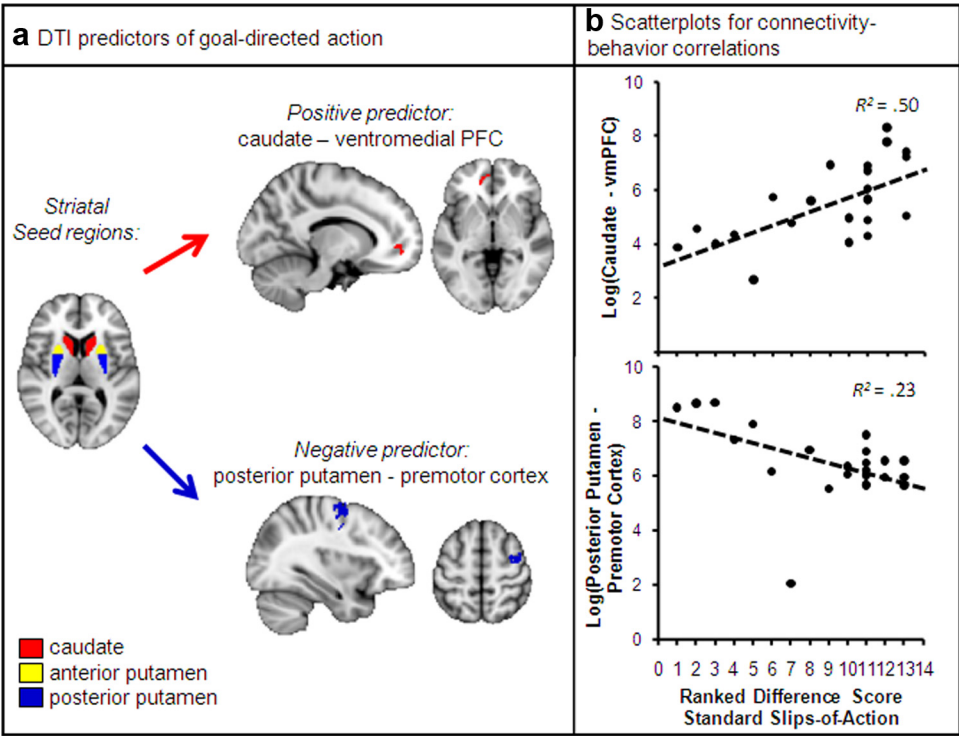 a DTI predictors of goal-directed action
Positive predictor:
caudate – ventromedial PFC
Striatal
Seed regions:
Negative predictor:
posterior putamen - premotor cortex
caudate
anterior putamen
posterior putamen
b Scatterplots for connectivity-
behavior correlations
10
8
6
4
2
Log(Caudate - vmPFC)
R² = .50
10
8
6
4
2
0
Log(Posterior Putamen -
Premotor Cortex)
R² = .23
0 1 2 3 4 5 6 7 8 9 10 11 12 13 14
Ranked Difference Score
Standard Slips-of-Action